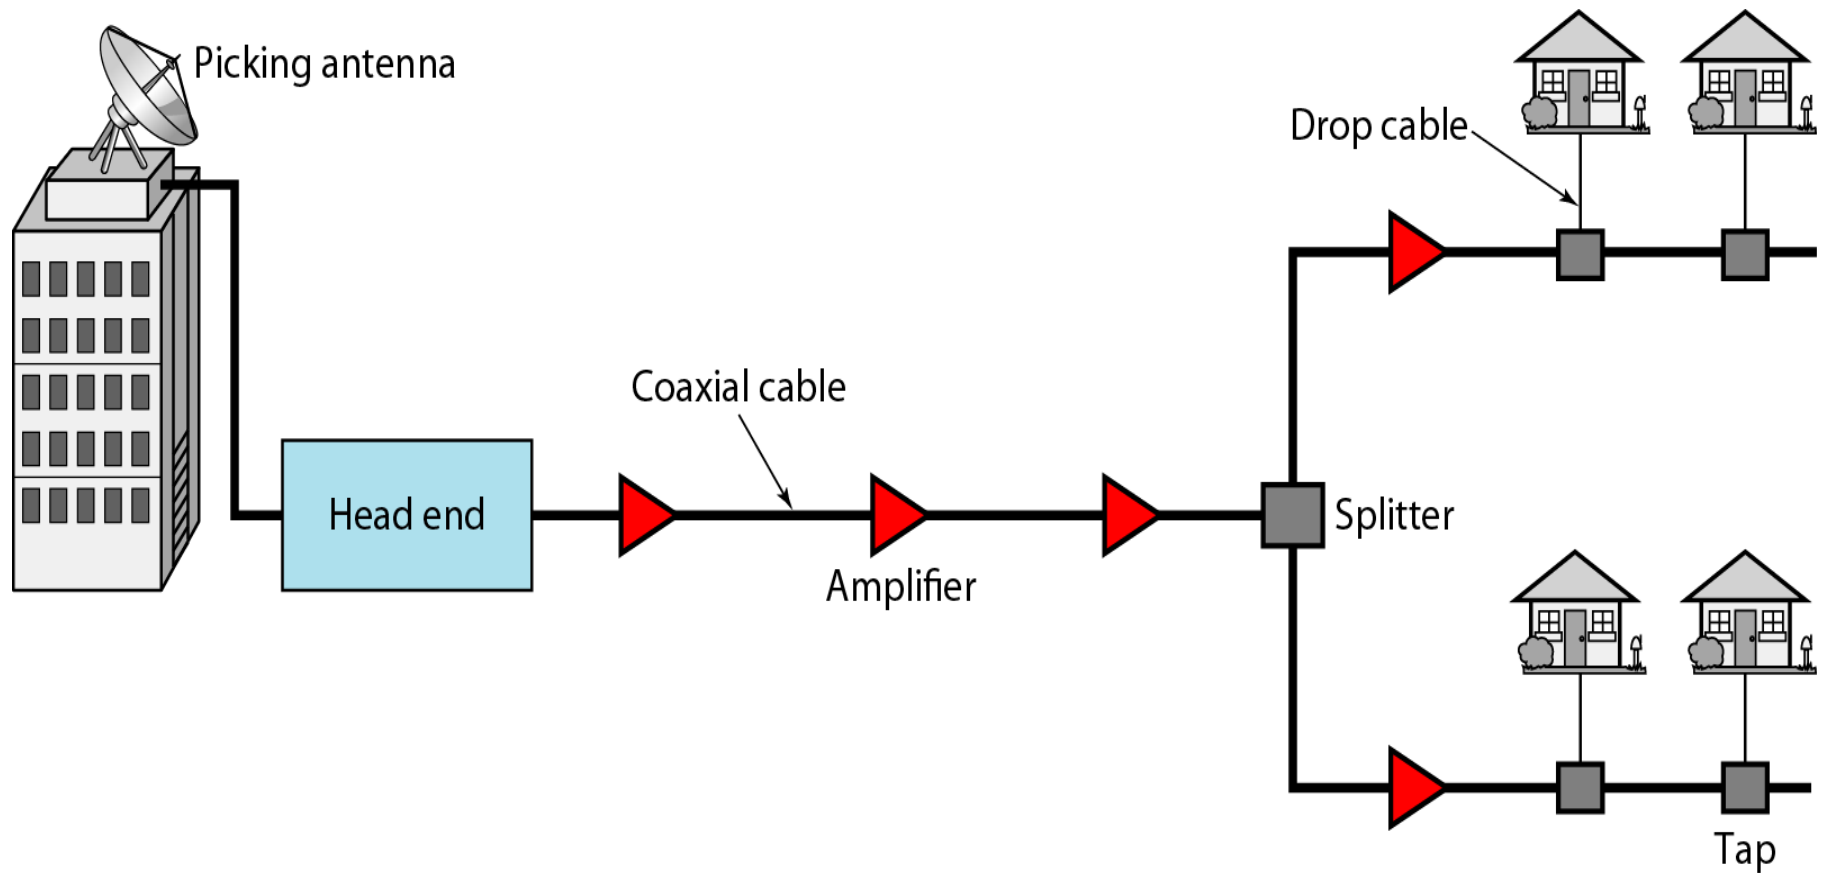 Picking antenna
Drop cable
Coaxial cable
Head end
Splitter
Amplifier
Tap